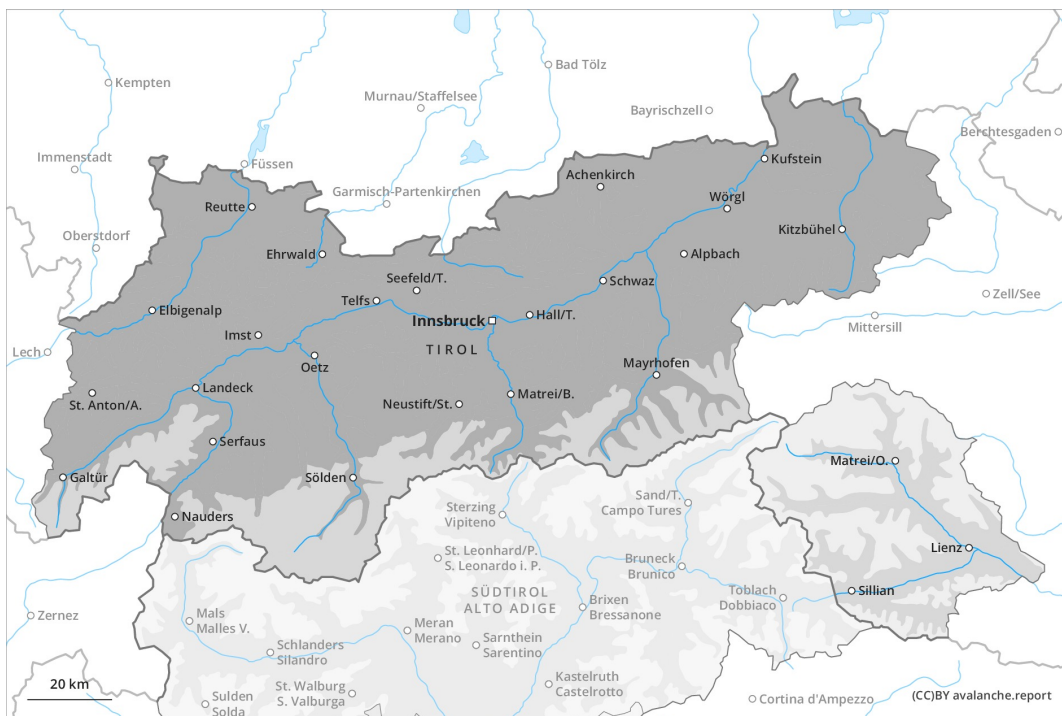 Kempten
Bad Tölz
Murnau/Staffelsee
Bayrischzell
Berchtesgaden
Immenstadt
Füssen
Kufstein
Achenkirch
Garmisch-Partenkirchen
Reutte
Wörgl
Kitzbühel
Oberstdorf
Ehrwald
Alpbach
Seefeld/T.
Schwaz
Zell/See
Telfs
Elbigenalp
Innsbruck
Hall/T.
Mittersill
Imst
TIROL
Lech
Oetz
Mayrhofen
Landeck
St. Anton/A.
Neustift/St.
Matrei/B.
Serfaus
Matrei/O.
Galtür
Sölden
Sand/T.
Campo Tures
Sterzing
Vipiteno
Nauders
Lienz
St. Leonhard/P.
S. Leonardo i. P.
Bruneck
Brunico
SÜDTIROL
ALTO ADIGE
Sillian
Toblach
Dobbiaco
Brixen
Bressanone
Zernez
Mals
Malles V.
Meran
Merano
Sarnthein
Sarentino
Schlanders
Silandro
Kastelruth
Castelrotto
20 km
St. Walburg
S. Valburga
Sulden
Solda
Cortina d'Ampezzo
(CC)BY avalanche.report